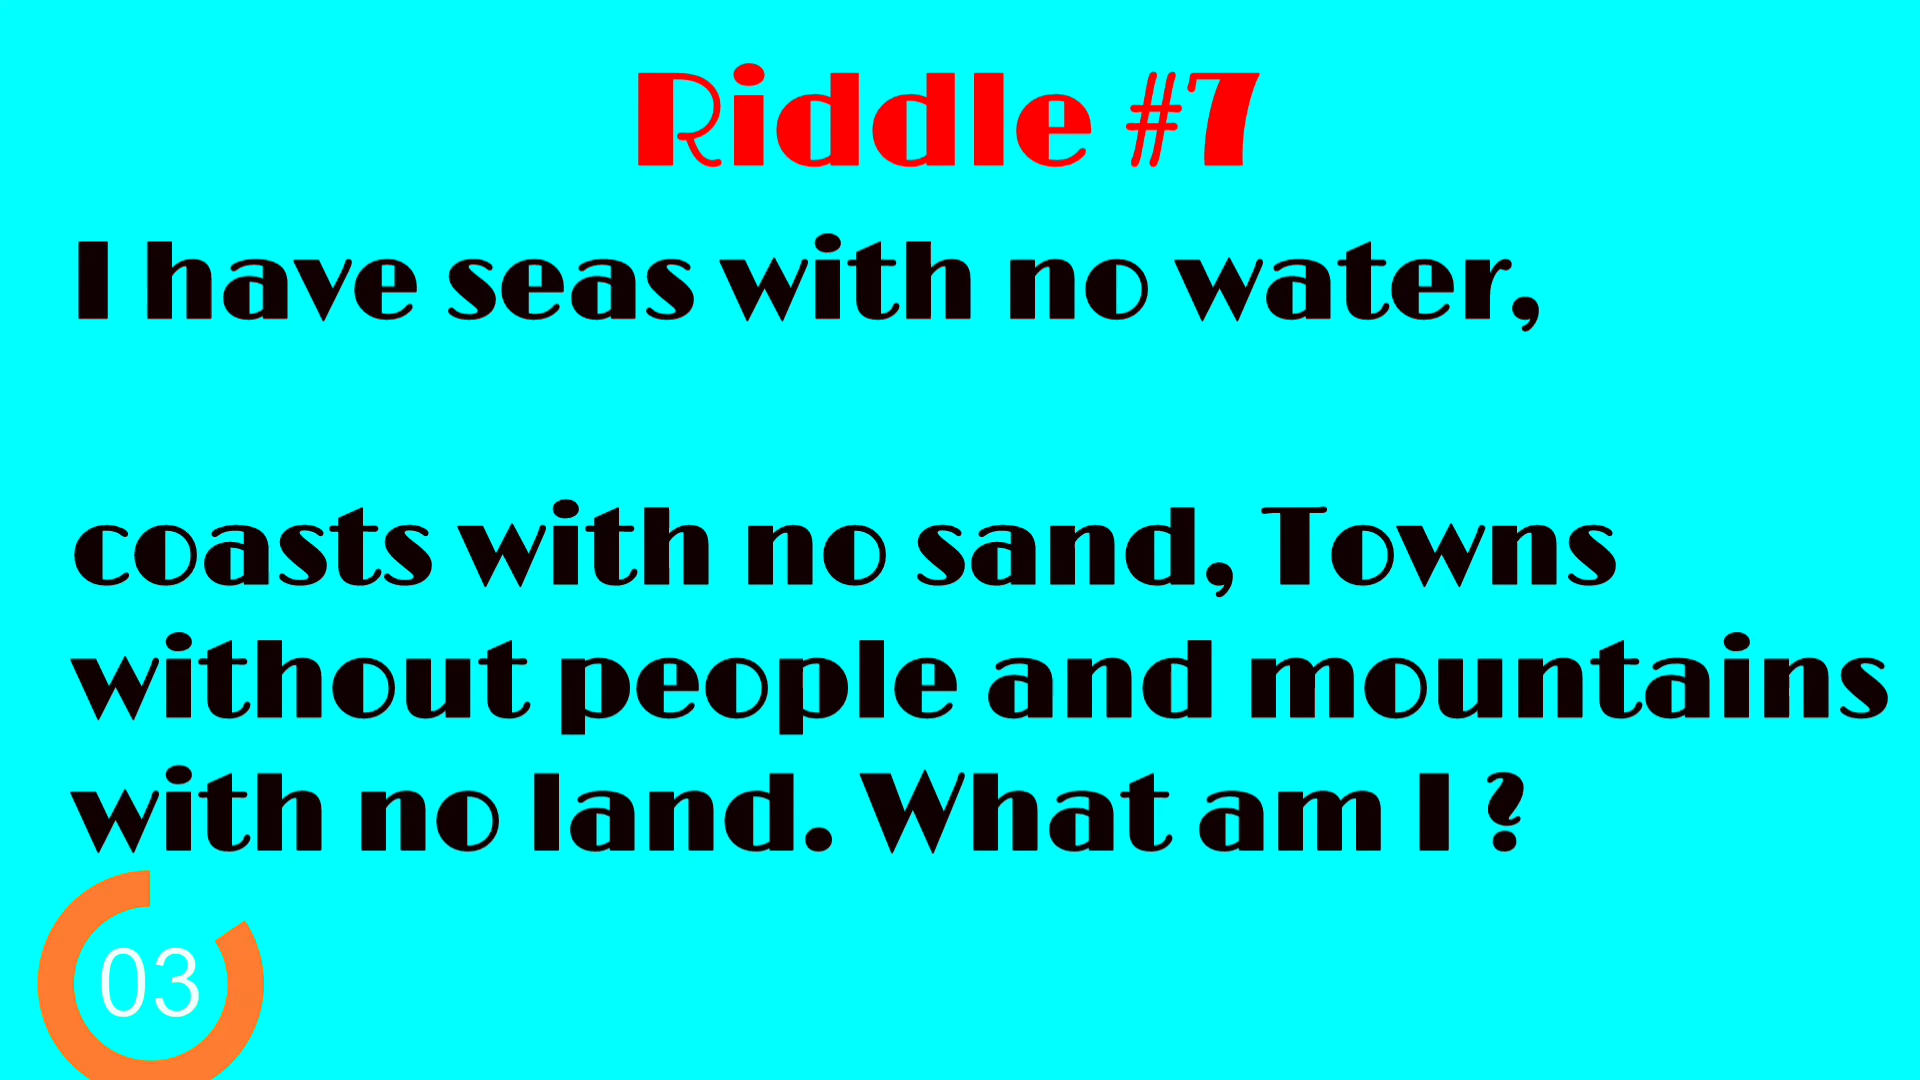 Riddle #7
I have seas with no water,
coasts with no sand, Towns
without people and mountains
with no land. What am I ?
03